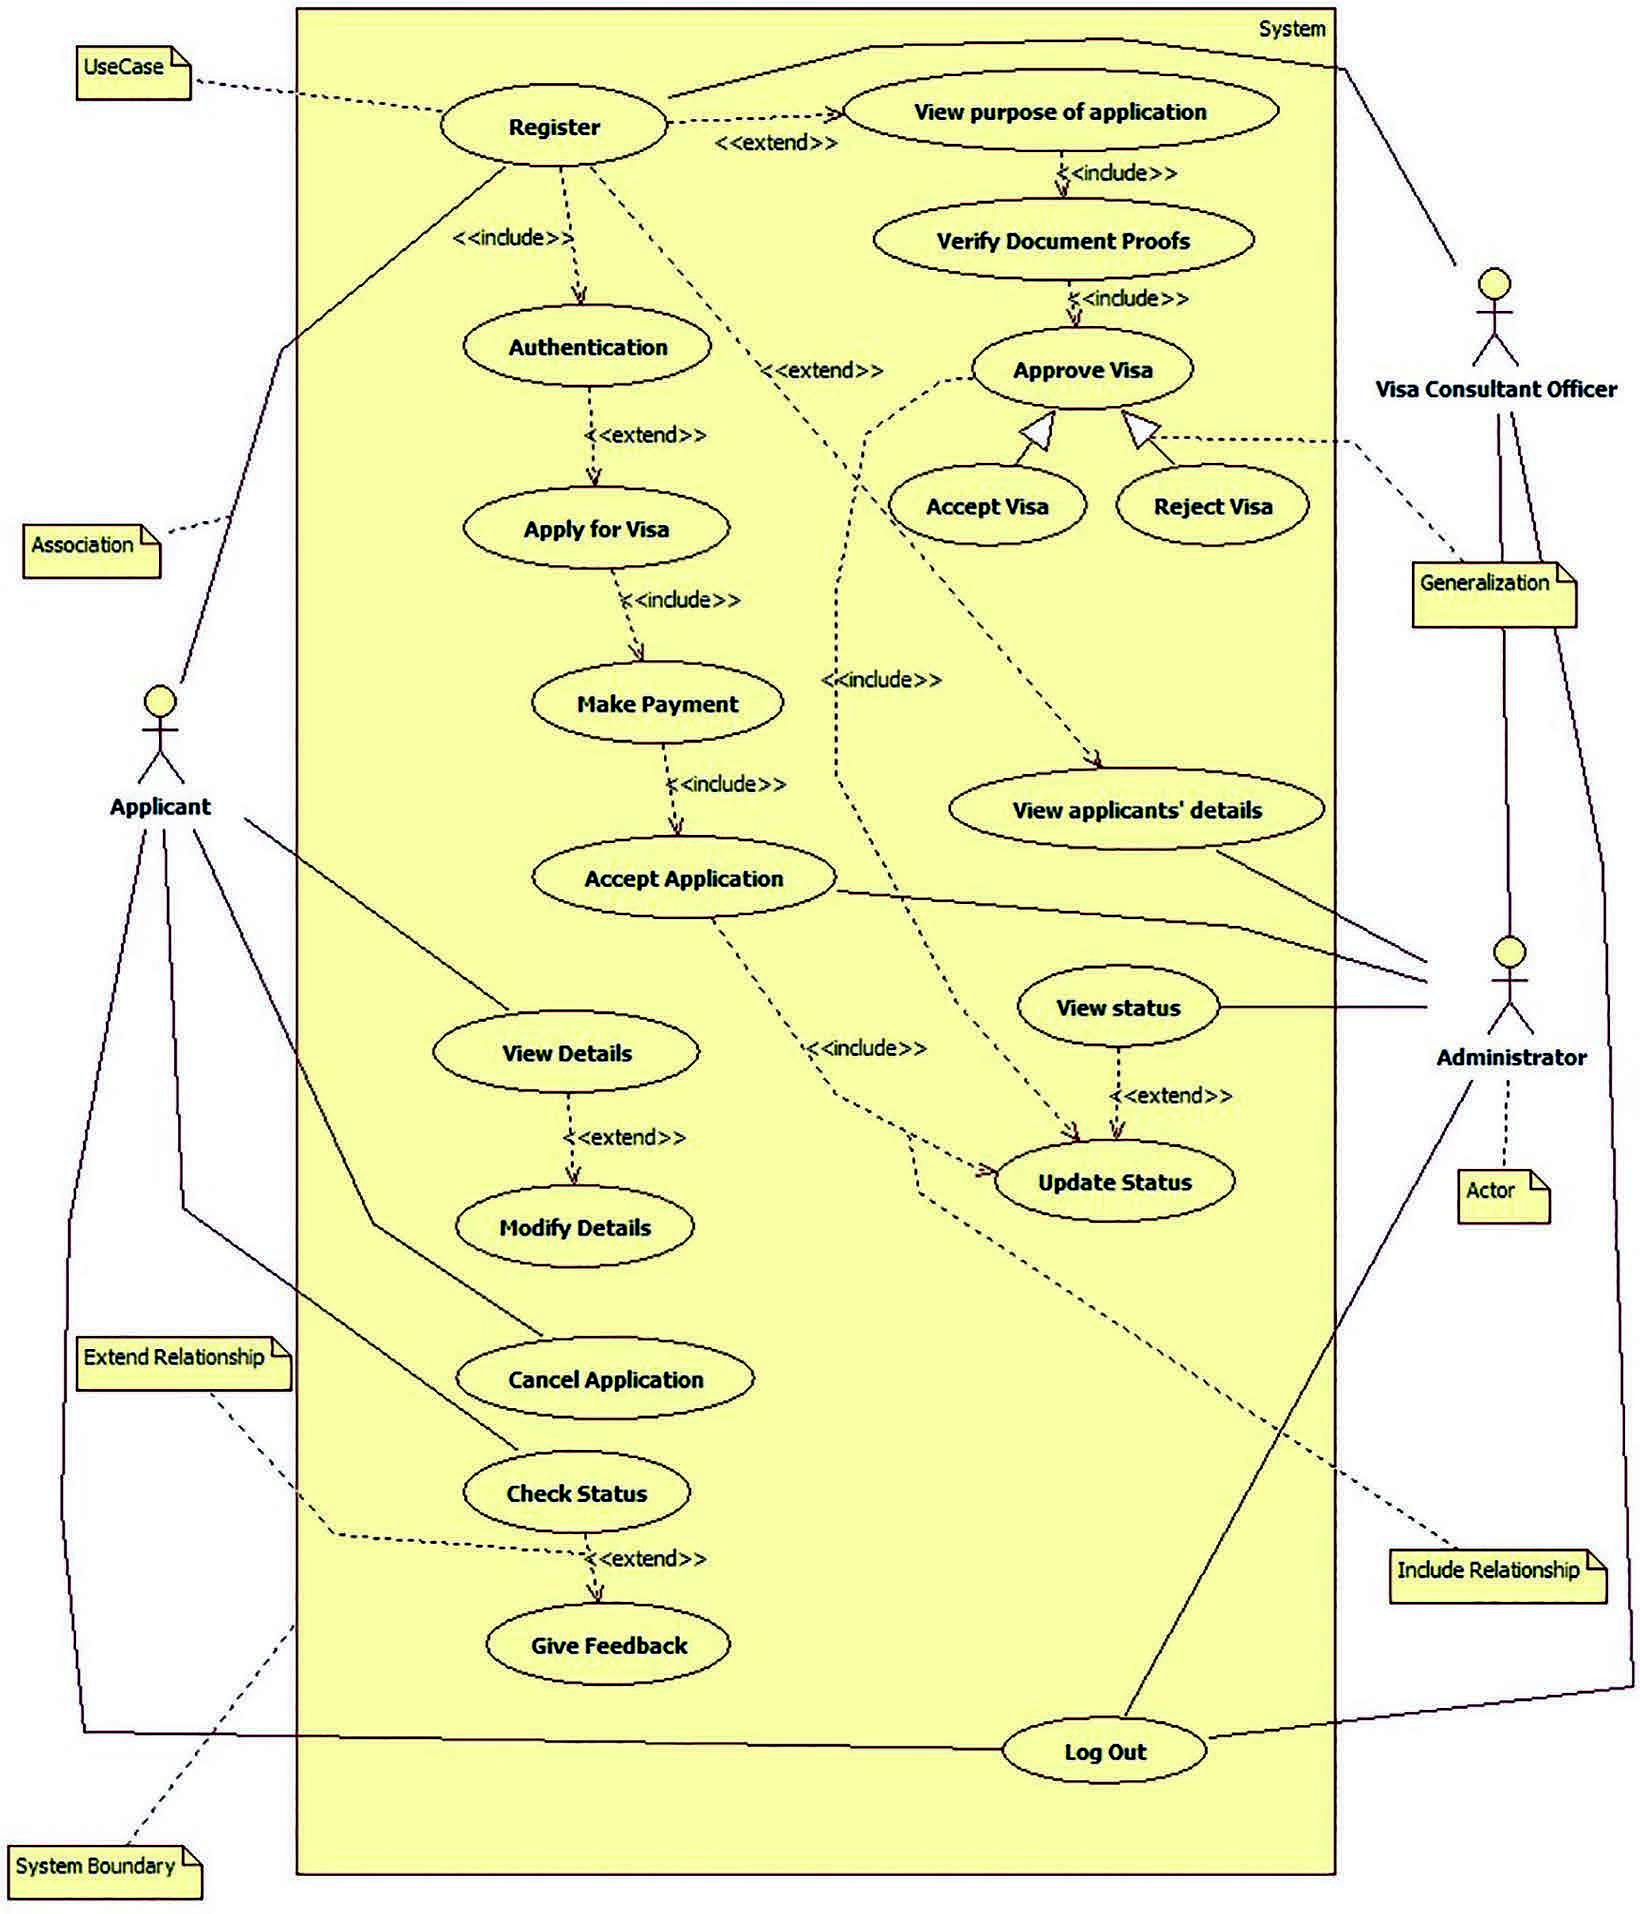 System
UseCase
Register
View purpose of application
<<extend>>
<<include>>
Verify Document Proofs
<<include>>
<<include>>
Authentication
<<extend>>
Approve Visa
Visa Consultant Officer
<<extend>>
Accept Visa
Reject Visa
Apply for Visa
Association
Generalization
<<include>>
<<include>>
Make Payment
<<include>>
Applicant
View applicants' details
Accept Application
View status
<<include>>
View Details
Administrator
<<extend>>
<<extend>>
Update Status
Actor
Modify Details
Extend Relationship
Cancel Application
Check Status
<<extend>>
Include Relationship
Give Feedback
Log Out
System Boundary